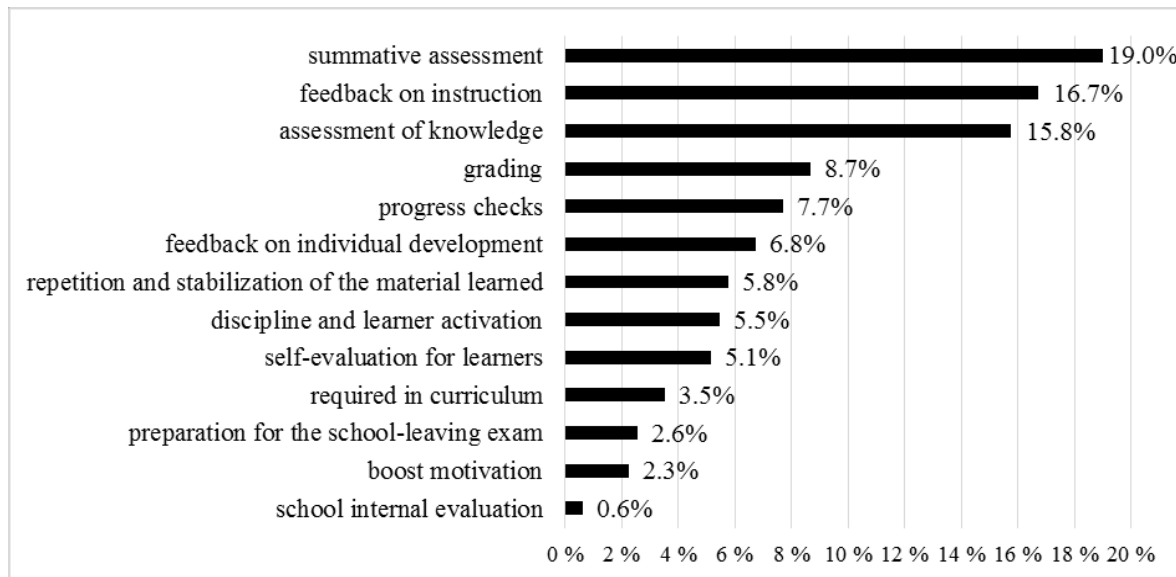 summative assessment 19.0%
feedback on instruction 16.7%
assessment of knowledge 15.8%
grading 8.7%
progress checks 7.7%
feedback on individual development 6.8%
repetition and stabilization of the material learned 5.8%
discipline and learner activation 5.5%
self-evaluation for learners 5.1%
required in curriculum 3.5%
preparation for the school-leaving exam 2.6%
boost motivation 2.3%
school internal evaluation 0.6%
0 % 2 % 4 % 6 % 8 % 10 % 12 % 14 % 16 % 18 % 20 %